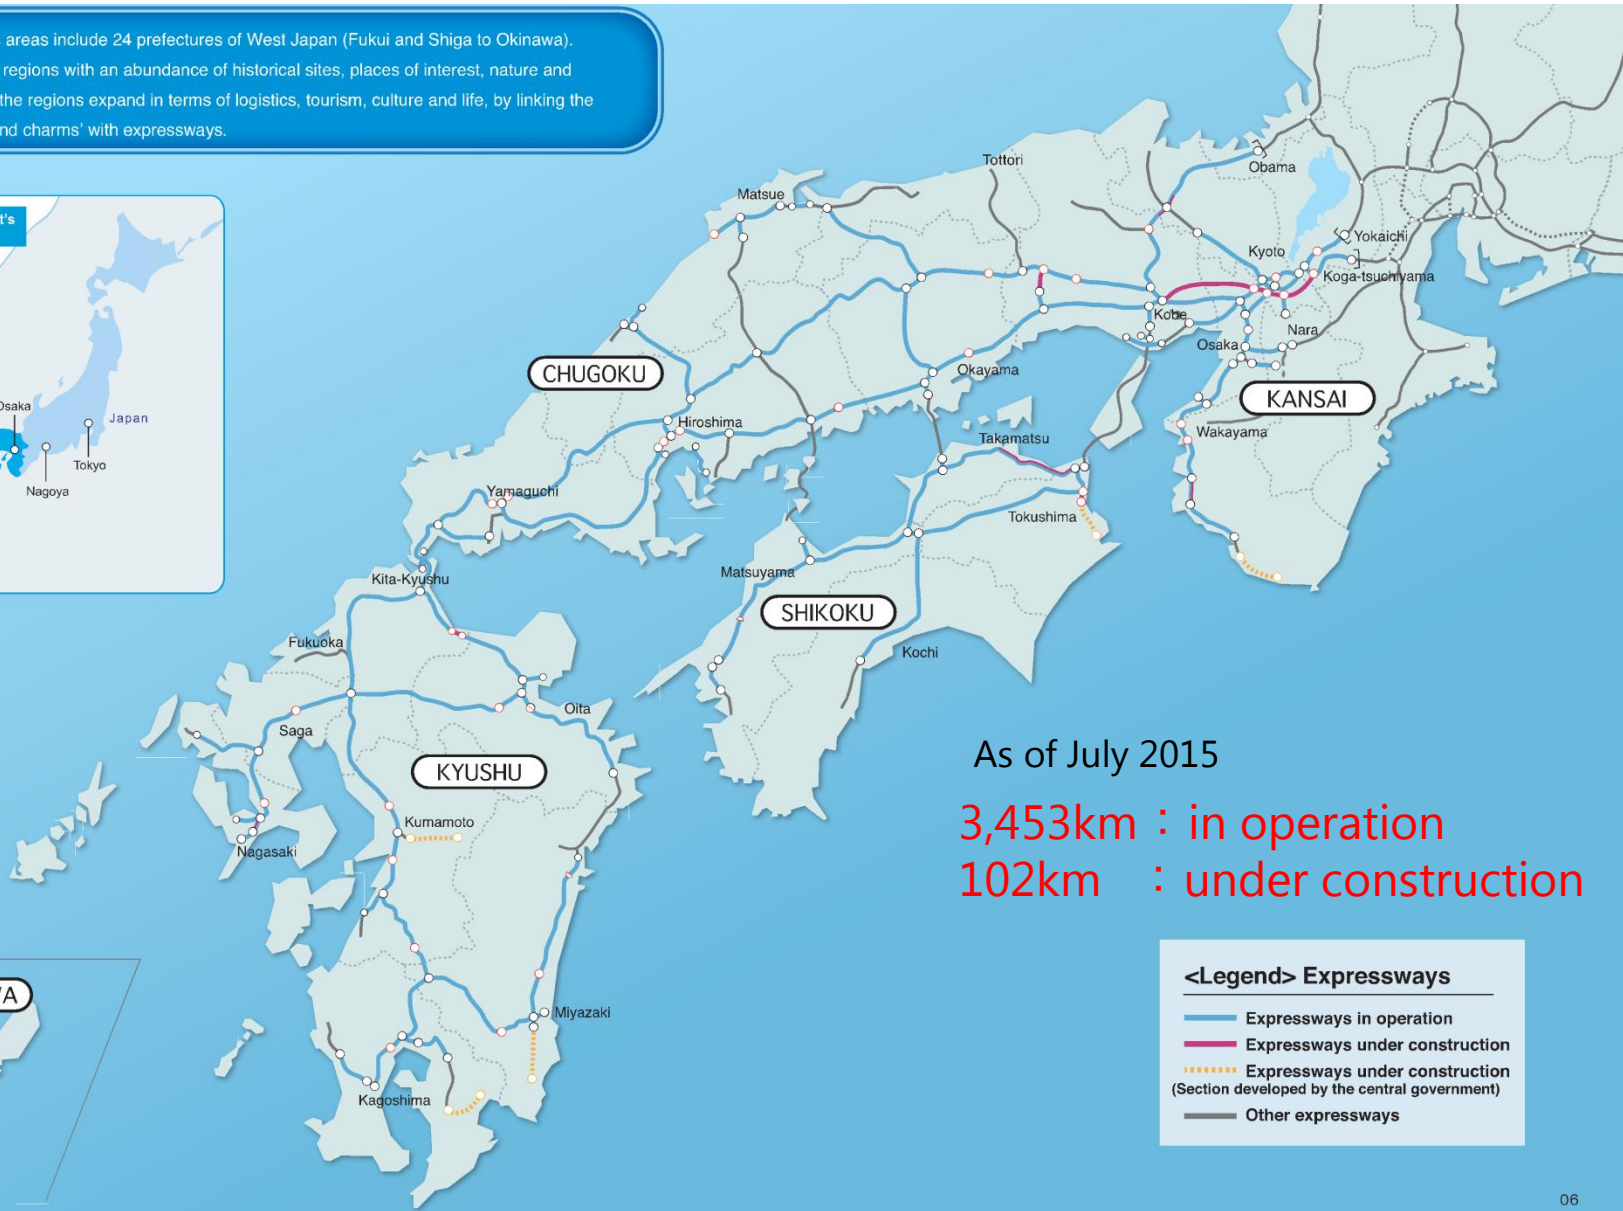 areas include 24 prefectures of West Japan (Fukui and Shiga to Okinawa).
regions with an abundance of historical sites, places of interest, nature and
the regions expand in terms of logistics, tourism, culture and life, by linking the
nd charms' with expressways.
t's
Osaka
Japan
Tokyo
Nagoya
Tottori
Obama
Matsue
Kyoto
Yokaichi
Koga-tsuchiyama
Kobe
Nara
Osaka
CHUGOKU
Okayama
KANSAI
Hiroshima
Wakayama
Takamatsu
Yamaguchi
Tokushima
Matsuyama
Kita-Kyushu
SHIKOKU
Fukuoka
Kochi
Oita
Saga
KYUSHU
As of July 2015
Kumamoto
3,453km：in operation
Nagasaki
102km ：under construction
<Legend> Expressways
VA
Miyazaki
Expressways in operation
Expressways under construction
Expressways under construction
(Section developed by the central government)
Kagoshima
Other expressways
06